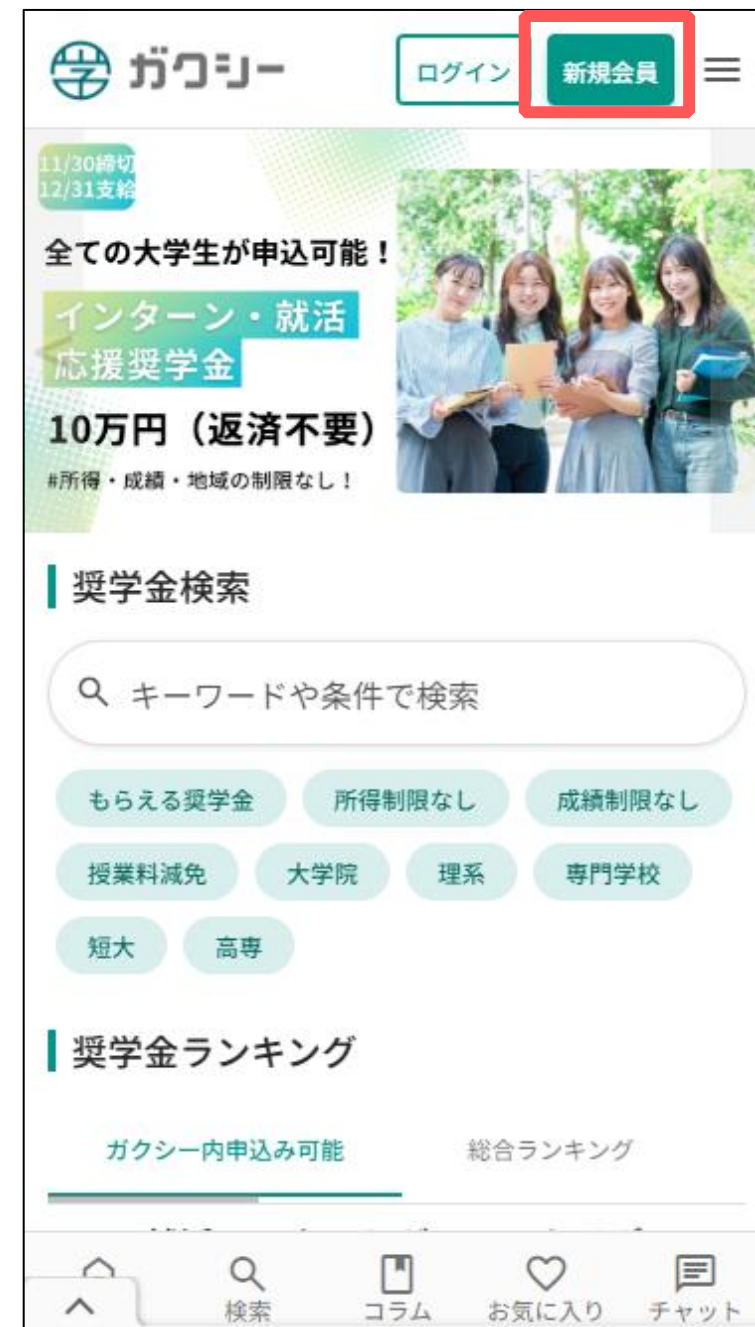 学 ガクシー
ログイン
新規会員
11/30締切
12/31支給
全ての大学生が申込可能！
インターン・就活
応援奨学金
10万円（返済不要）
#所得・成績・地域の制限なし！
奨学金検索
キーワードや条件で検索
もらえる奨学金 所得制限なし 成績制限なし
授業料減免 大学院 理系 専門学校
短大 高専
奨学金ランキング
ガクシー内申込み可能 総合ランキング
検索 コラム お気に入り チャット